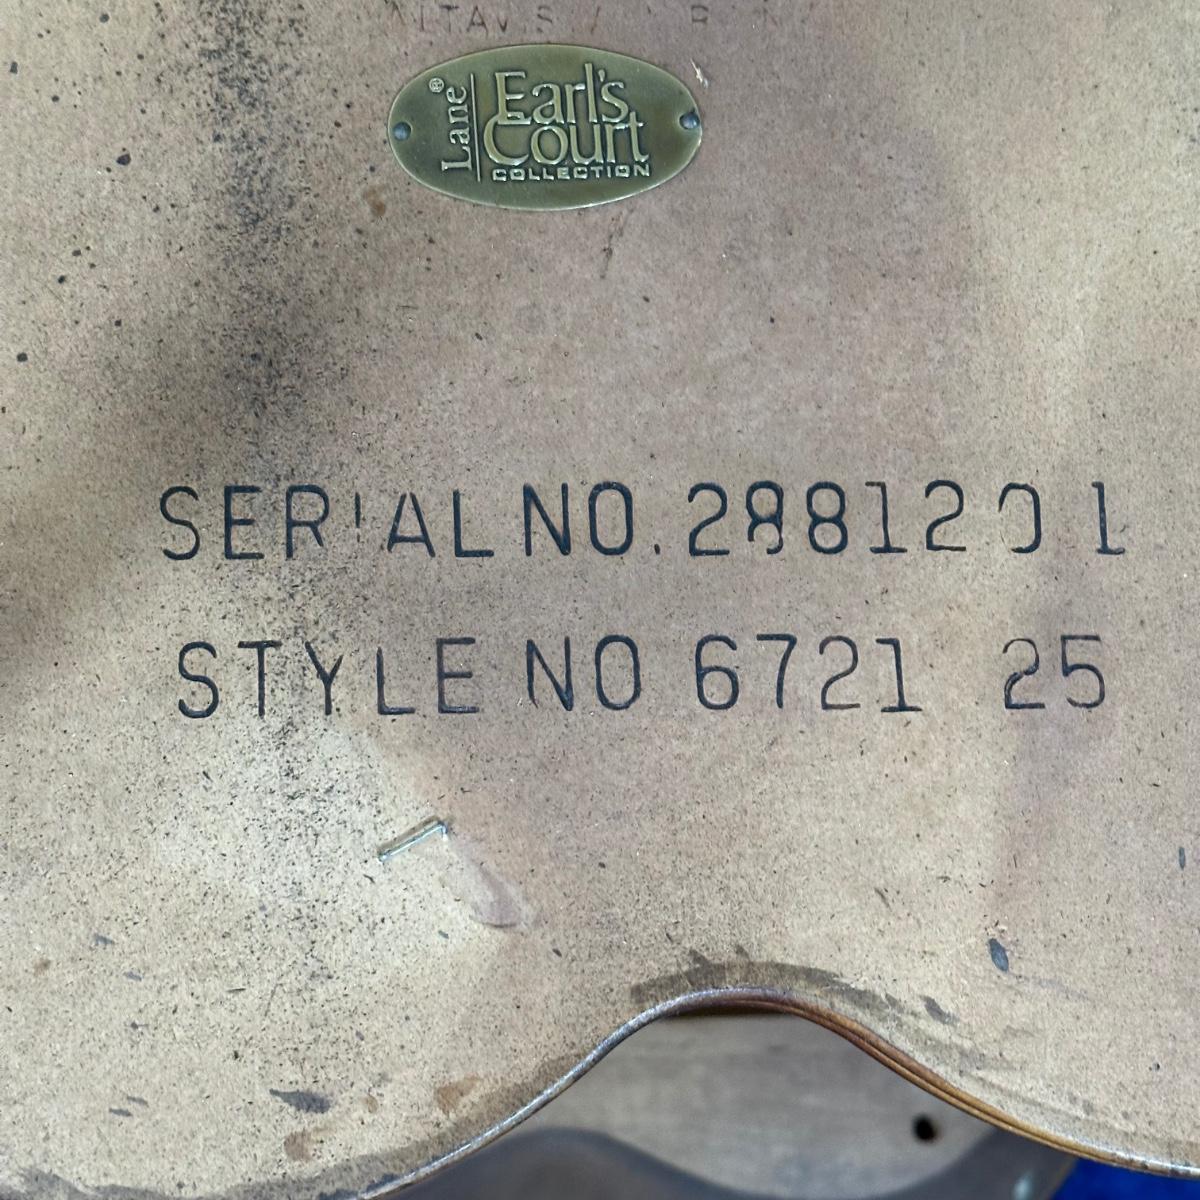 Lane®
Earl's
Court
COLLECTION
SERIAL NO. 2881201
STYLE NO 6721 25